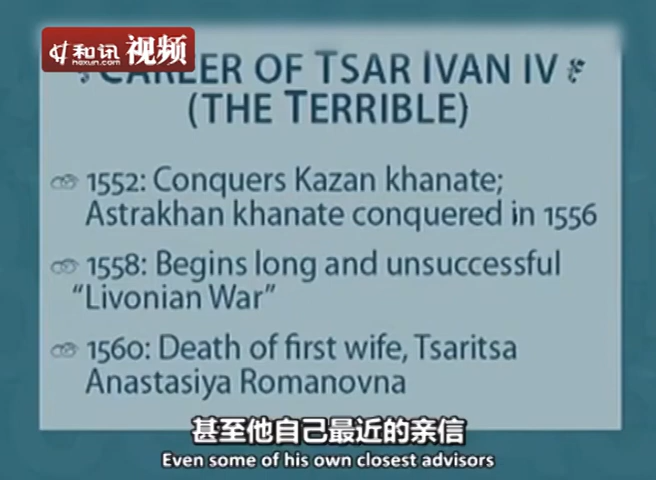 和讯 视频
hexun.com
CAREER OF TSAR IVAN IV
(THE TERRIBLE)
1552: Conquers Kazan khanate;
Astrakhan khanate conquered in 1556
1558: Begins long and unsuccessful
“Livonian War”
1560: Death of first wife, Tsaritsa
Anastasiya Romanovna
甚至他自己最近的亲信
Even some of his own closest advisors